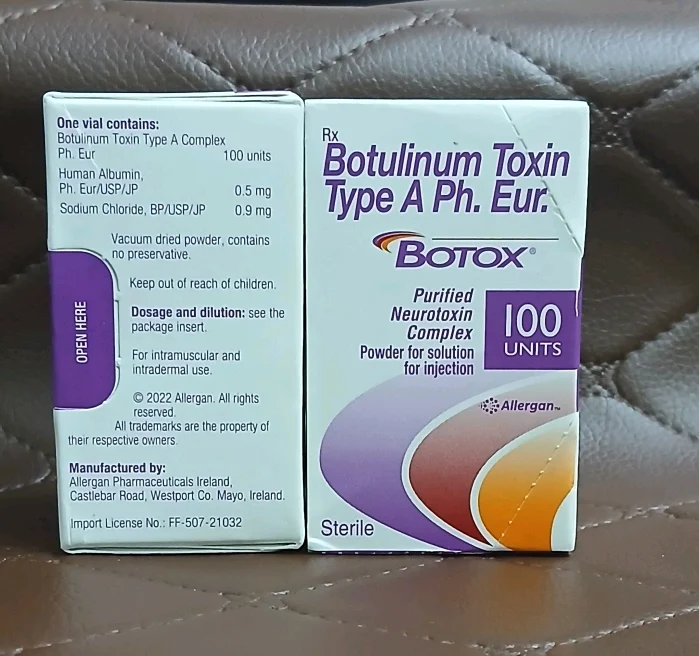 One vial contains:
Botulinum Toxin Type A Complex
Ph. Eur 100 units
Human Albumin,
Ph. Eur/USP/JP 0.5 mg
Sodium Chloride, BP/USP/JP 0.9 mg
Vacuum dried powder, contains
no preservative.
Keep out of reach of children.
Dosage and dilution: see the
package insert.
For intramuscular and
intradermal use.
© 2022 Allergan. All rights
reserved.
All trademarks are the property of
their respective owners.
Manufactured by:
Allergan Pharmaceuticals Ireland,
Castlebar Road, Westport Co. Mayo, Ireland.
Import License No.: FF-507-21032
OPEN HERE
Rx
Botulinum Toxin
Type A Ph. Eur.
BOTOX®
Purified
Neurotoxin
Complex
Powder for solution
for injection
100
UNITS
Allergan™
Sterile